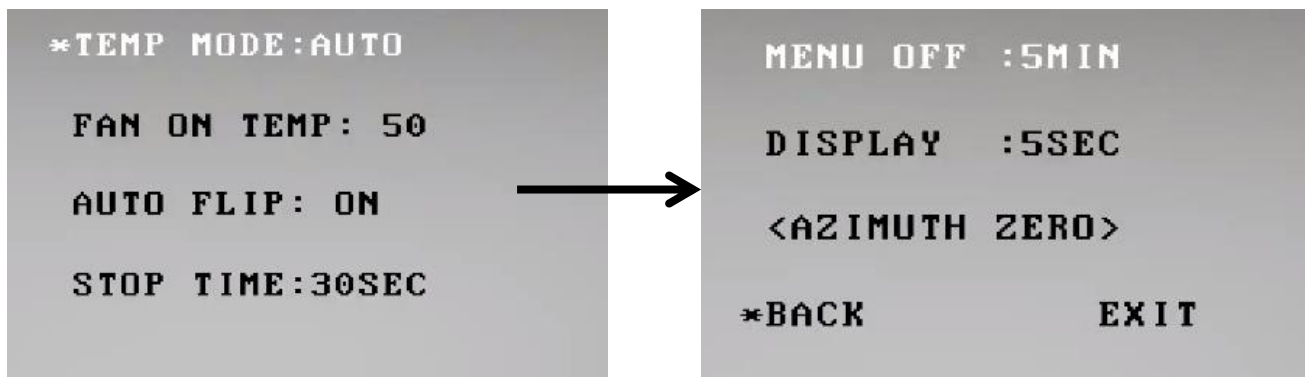 *TEMP MODE:AUTO
FAN ON TEMP: 50
AUTO FLIP: ON
STOP TIME:30SEC
MENU OFF :5MIN
DISPLAY :5SEC
<AZIMUTH ZERO>
*BACK EXIT